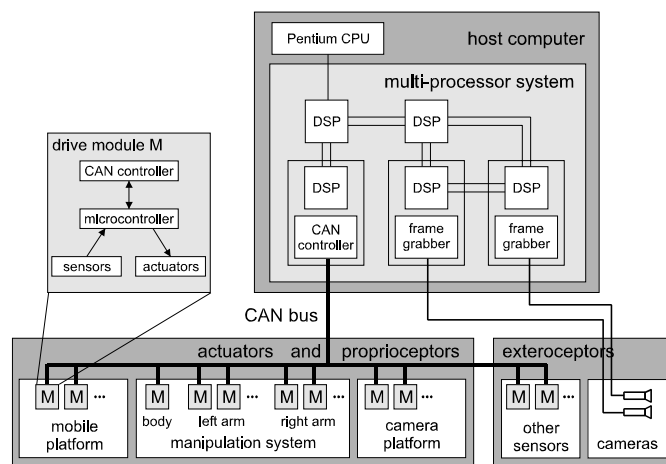 Pentium CPU
host computer
multi-processor system
DSP
DSP
DSP
DSP
DSP
CAN
controller
frame
grabber
frame
grabber
drive module M
CAN controller
microcontroller
sensors
actuators
CAN bus
actuators and proprioceptors
exteroceptors
M M ...
M M M ... M M ...
M M ...
M M ...
body
left arm
right arm
mobile
platform
manipulation system
camera
platform
other
sensors
cameras